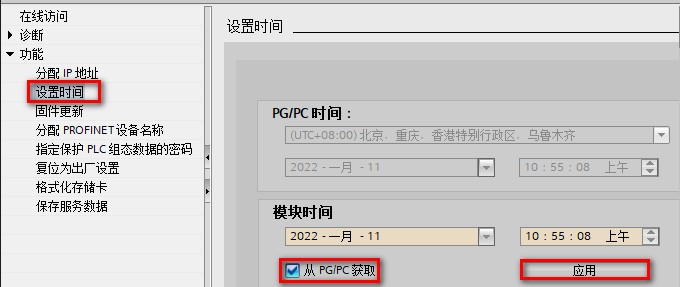 在线访问
诊断
功能
分配 IP 地址
设置时间
固件更新
分配 PROFINET 设备名称
指定保护 PLC 组态数据的密码
复位为出厂设置
格式化存储卡
保存服务数据
设置时间
PG/PC 时间：
(UTC+08:00) 北京，重庆，香港特别行政区，乌鲁木齐
2022 - 一月 - 11
10 : 55 : 08 上午
模块时间
2022 - 一月 - 11
10 : 55 : 08 上午
从 PG/PC 获取
应用